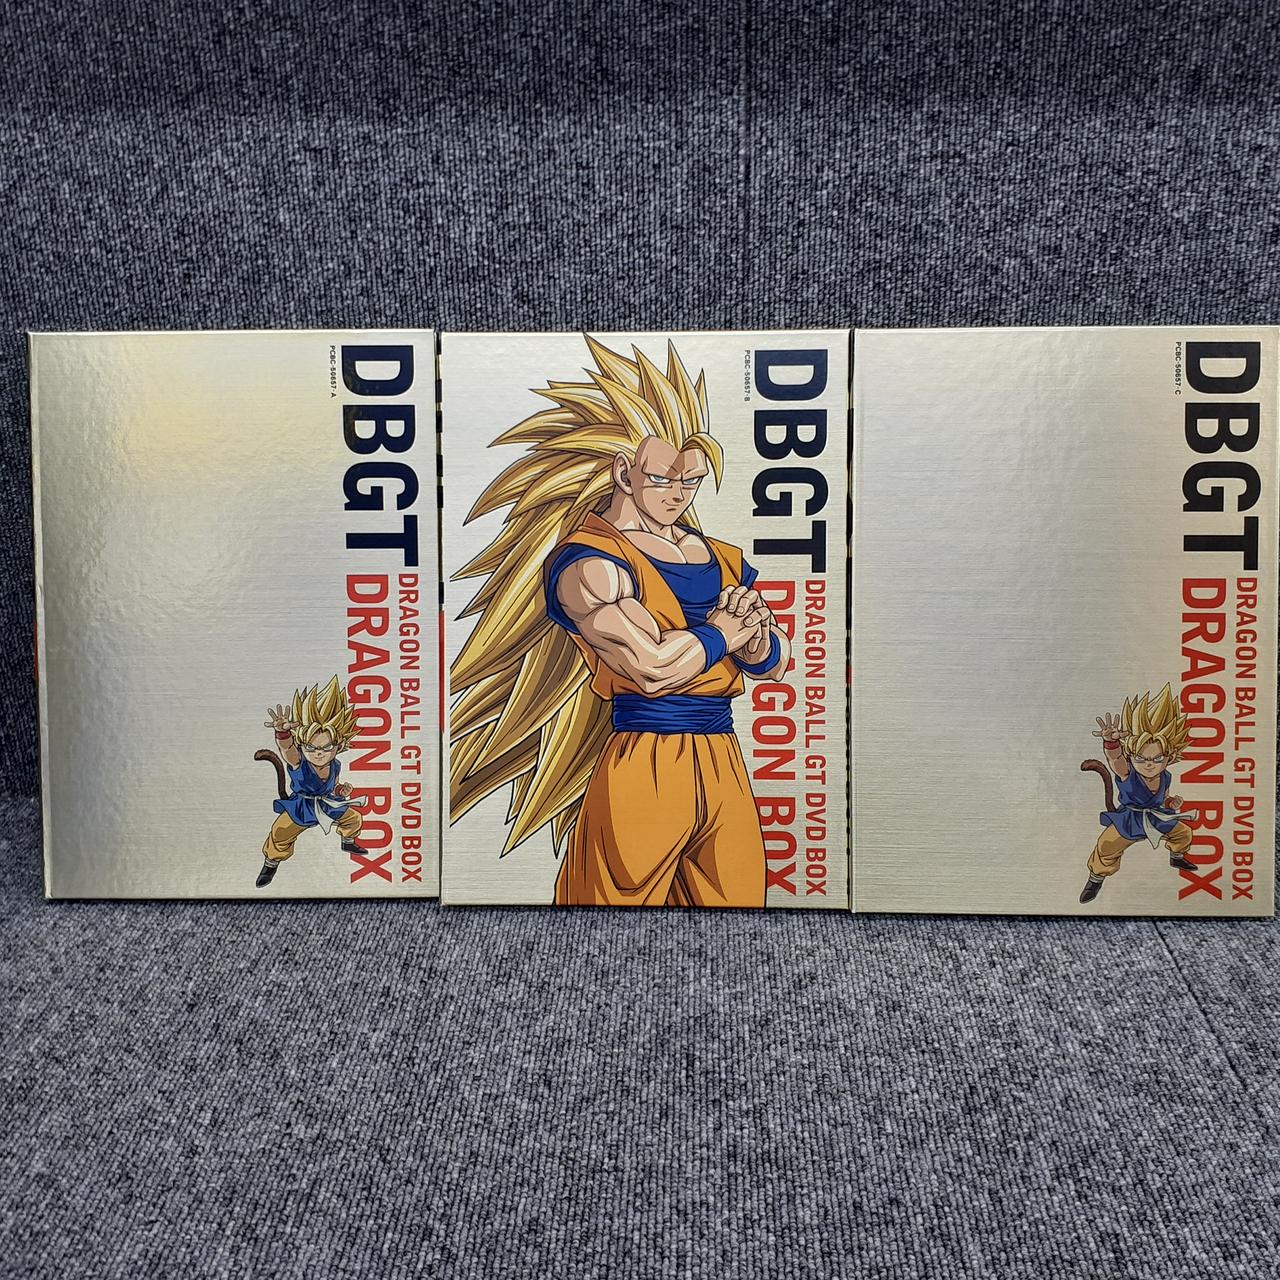 DBGT
DRAGON BALL GT DVD BOX
DRAGON BOX
PCBC-50657-A
DBGT
DRAGON BALL GT DVD BOX
DRAGON BOX
PCBC-50657-B
DBGT
DRAGON BALL GT DVD BOX
DRAGON BOX
PCBC-50657-C